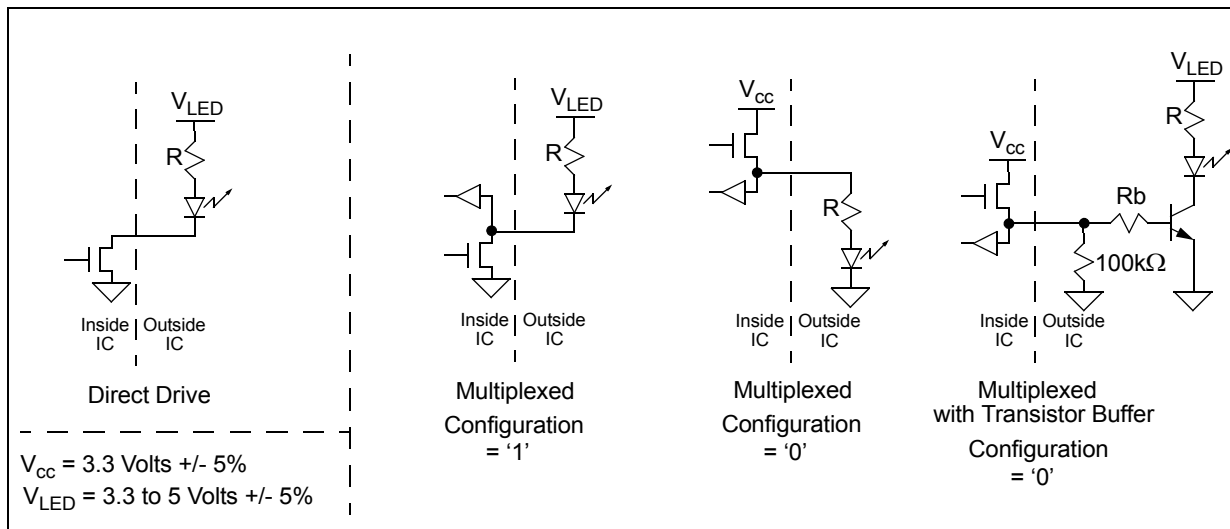 V_LED
R
Inside IC
Outside IC
Direct Drive
V_cc = 3.3 Volts +/- 5%
V_LED = 3.3 to 5 Volts +/- 5%
V_LED
R
Inside IC
Outside IC
Multiplexed
Configuration
= ‘1’
V_cc
R
Inside IC
Outside IC
Multiplexed
Configuration
= ‘0’
V_LED
R
V_cc
Rb
100kΩ
Inside IC
Outside IC
Multiplexed
with Transistor Buffer
Configuration
= ‘0’